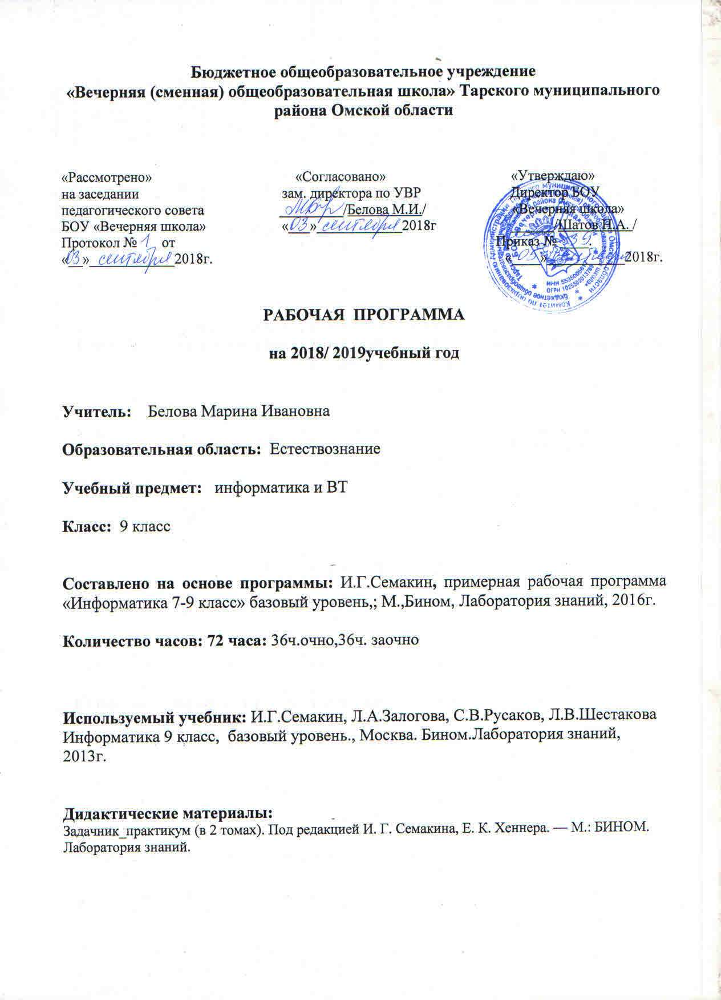 Бюджетное общеобразовательное учреждение
«Вечерняя (сменная) общеобразовательная школа» Тарского муниципального
района Омской области
«Рассмотрено»
на заседании
педагогического совета
БОУ «Вечерняя школа»
Протокол № 1 от
«03» сентября 2018г.
«Согласовано»
зам. директора по УВР
/Белова М.И./
«03» сентября 2018г
«Утверждаю»
Директор БОУ
«Вечерняя школа»
/Шатов Н.А. /
Приказ № 39.
«03» сентября 2018г.
РАБОЧАЯ ПРОГРАММА
на 2018/ 2019учебный год
Учитель: Белова Марина Ивановна
Образовательная область: Естествознание
Учебный предмет: информатика и ВТ
Класс: 9 класс
Составлено на основе программы: И.Г.Семакин, примерная рабочая программа
«Информатика 7-9 класс» базовый уровень,; М.,Бином, Лаборатория знаний, 2016г.
Количество часов: 72 часа: 36ч.очно,36ч. заочно
Используемый учебник: И.Г.Семакин, Л.А.Залогова, С.В.Русаков, Л.В.Шестакова
Информатика 9 класс, базовый уровень., Москва. Бином.Лаборатория знаний,
2013г.
Дидактические материалы:
Задачник_практикум (в 2 томах). Под редакцией И. Г. Семакина, Е. К. Хеннера. — М.: БИНОМ.
Лаборатория знаний.